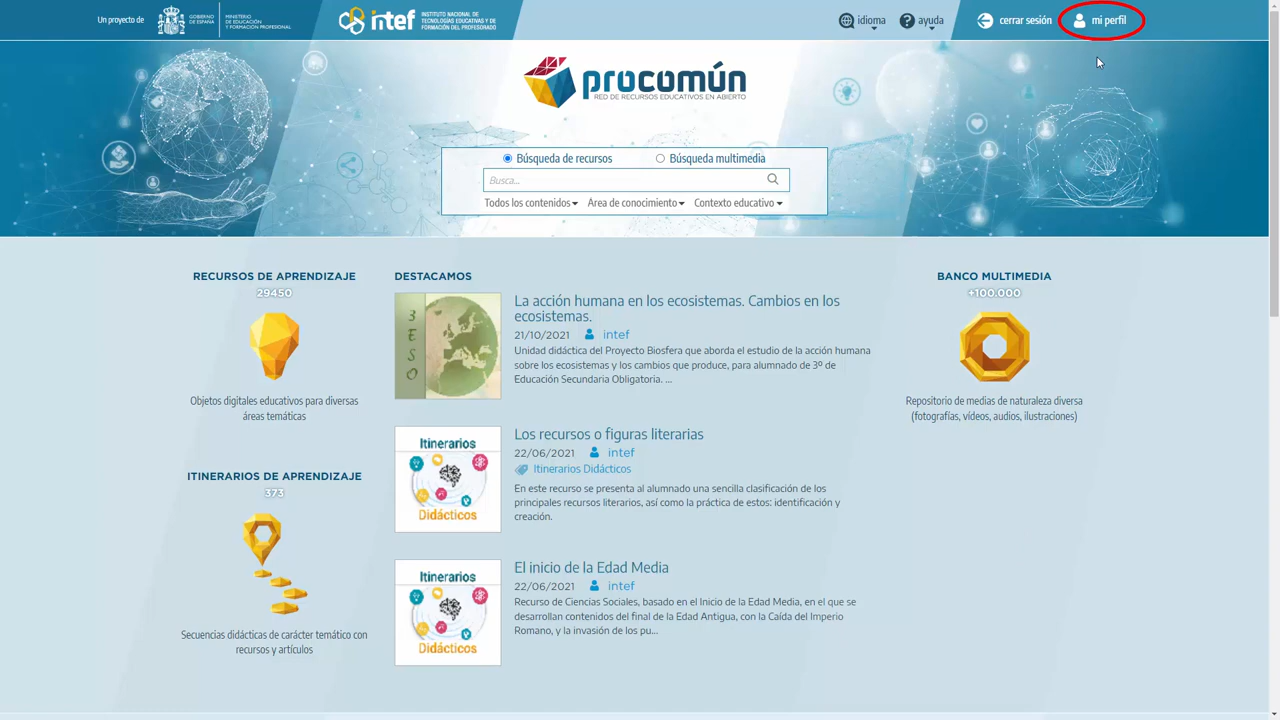 Un proyecto de
GOBIERNO
DE ESPAÑA
MINISTERIO
DE EDUCACIÓN
Y FORMACIÓN PROFESIONAL
intef
INSTITUTO NACIONAL DE
TECNOLOGÍAS EDUCATIVAS Y DE
FORMACIÓN DEL PROFESORADO
idioma
ayuda
cerrar sesión
mi perfil
procomún
RED DE RECURSOS EDUCATIVOS EN ABIERTO
Búsqueda de recursos
Búsqueda multimedia
Busca...
Todos los contenidos
Área de conocimiento
Contexto educativo
RECURSOS DE APRENDIZAJE
29450
Objetos digitales educativos para diversas
áreas temáticas
ITINERARIOS DE APRENDIZAJE
373
Secuencias didácticas de carácter temático con
recursos y artículos
DESTACAMOS
3
E
S
O
La acción humana en los ecosistemas. Cambios en los
ecosistemas.
21/10/2021 intef
Unidad didáctica del Proyecto Biosfera que aborda el estudio de la acción humana
sobre los ecosistemas y los cambios que produce, para alumnado de 3º de
Educación Secundaria Obligatoria. ...
Itinerarios
Didácticos
Los recursos o figuras literarias
22/06/2021 intef
Itinerarios Didácticos
En este recurso se presenta al alumnado una sencilla clasificación de los
principales recursos literarios, así como la práctica de estos: identificación y
creación.
Itinerarios
Didácticos
El inicio de la Edad Media
22/06/2021 intef
Recurso de Ciencias Sociales, basado en el Inicio de la Edad Media, en el que se
desarrollan contenidos del final de la Edad Antigua, con la Caída del Imperio
Romano, y la invasión de los pu...
BANCO MULTIMEDIA
+100.000
Repositorio de medias de naturaleza diversa
(fotografías, vídeos, audios, ilustraciones)